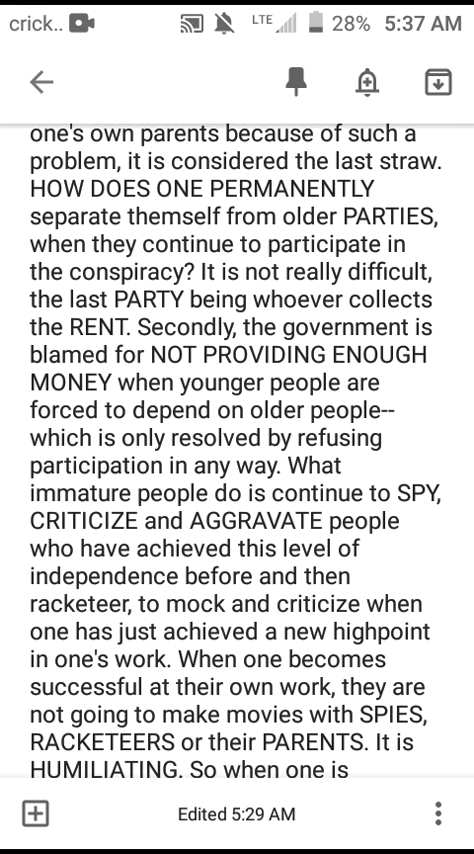 crick..
LTE
28% 5:37 AM
one's own parents because of such a
problem, it is considered the last straw.
HOW DOES ONE PERMANENTLY
separate themself from older PARTIES,
when they continue to participate in
the conspiracy? It is not really difficult,
the last PARTY being whoever collects
the RENT. Secondly, the government is
blamed for NOT PROVIDING ENOUGH
MONEY when younger people are
forced to depend on older people--
which is only resolved by refusing
participation in any way. What
immature people do is continue to SPY,
CRITICIZE and AGGRAVATE people
who have achieved this level of
independence before and then
racketeer, to mock and criticize when
one has just achieved a new highpoint
in one's work. When one becomes
successful at their own work, they are
not going to make movies with SPIES,
RACKETEERS or their PARENTS. It is
HUMILIATING. So when one is
Edited 5:29 AM